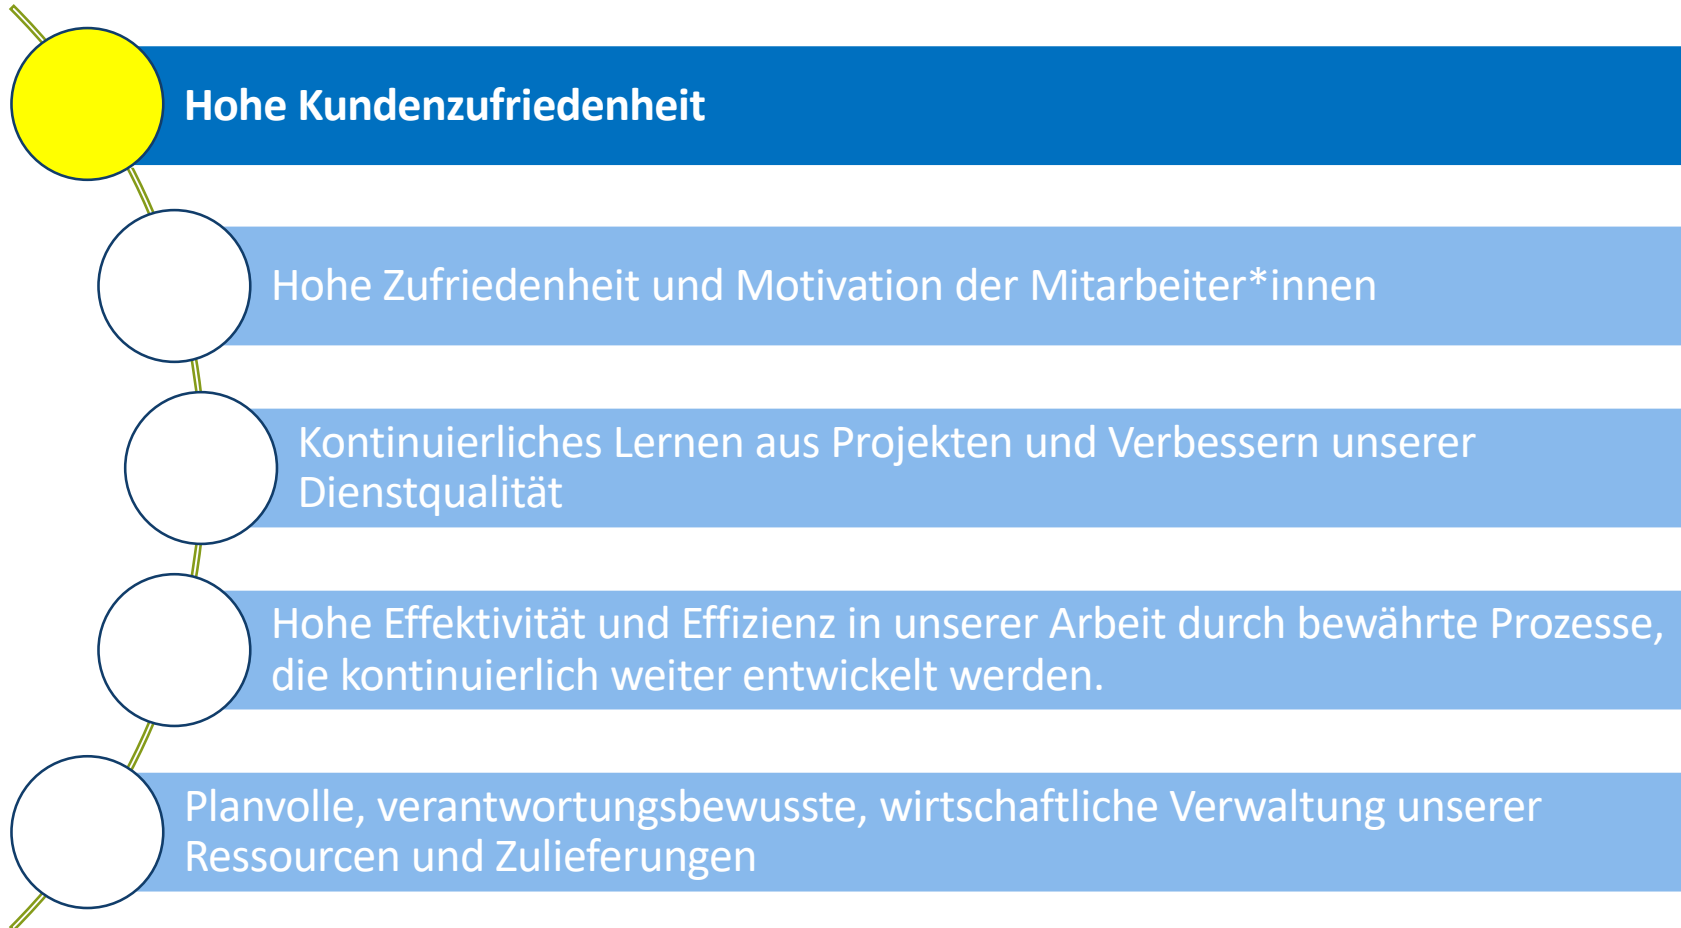 Hohe Kundenzufriedenheit
Hohe Zufriedenheit und Motivation der Mitarbeiter*innen
Kontinuierliches Lernen aus Projekten und Verbessern unserer
Dienstqualität
Hohe Effektivität und Effizienz in unserer Arbeit durch bewährte Prozesse,
die kontinuierlich weiter entwickelt werden.
Planvolle, verantwortungsbewusste, wirtschaftliche Verwaltung unserer
Ressourcen und Zulieferungen